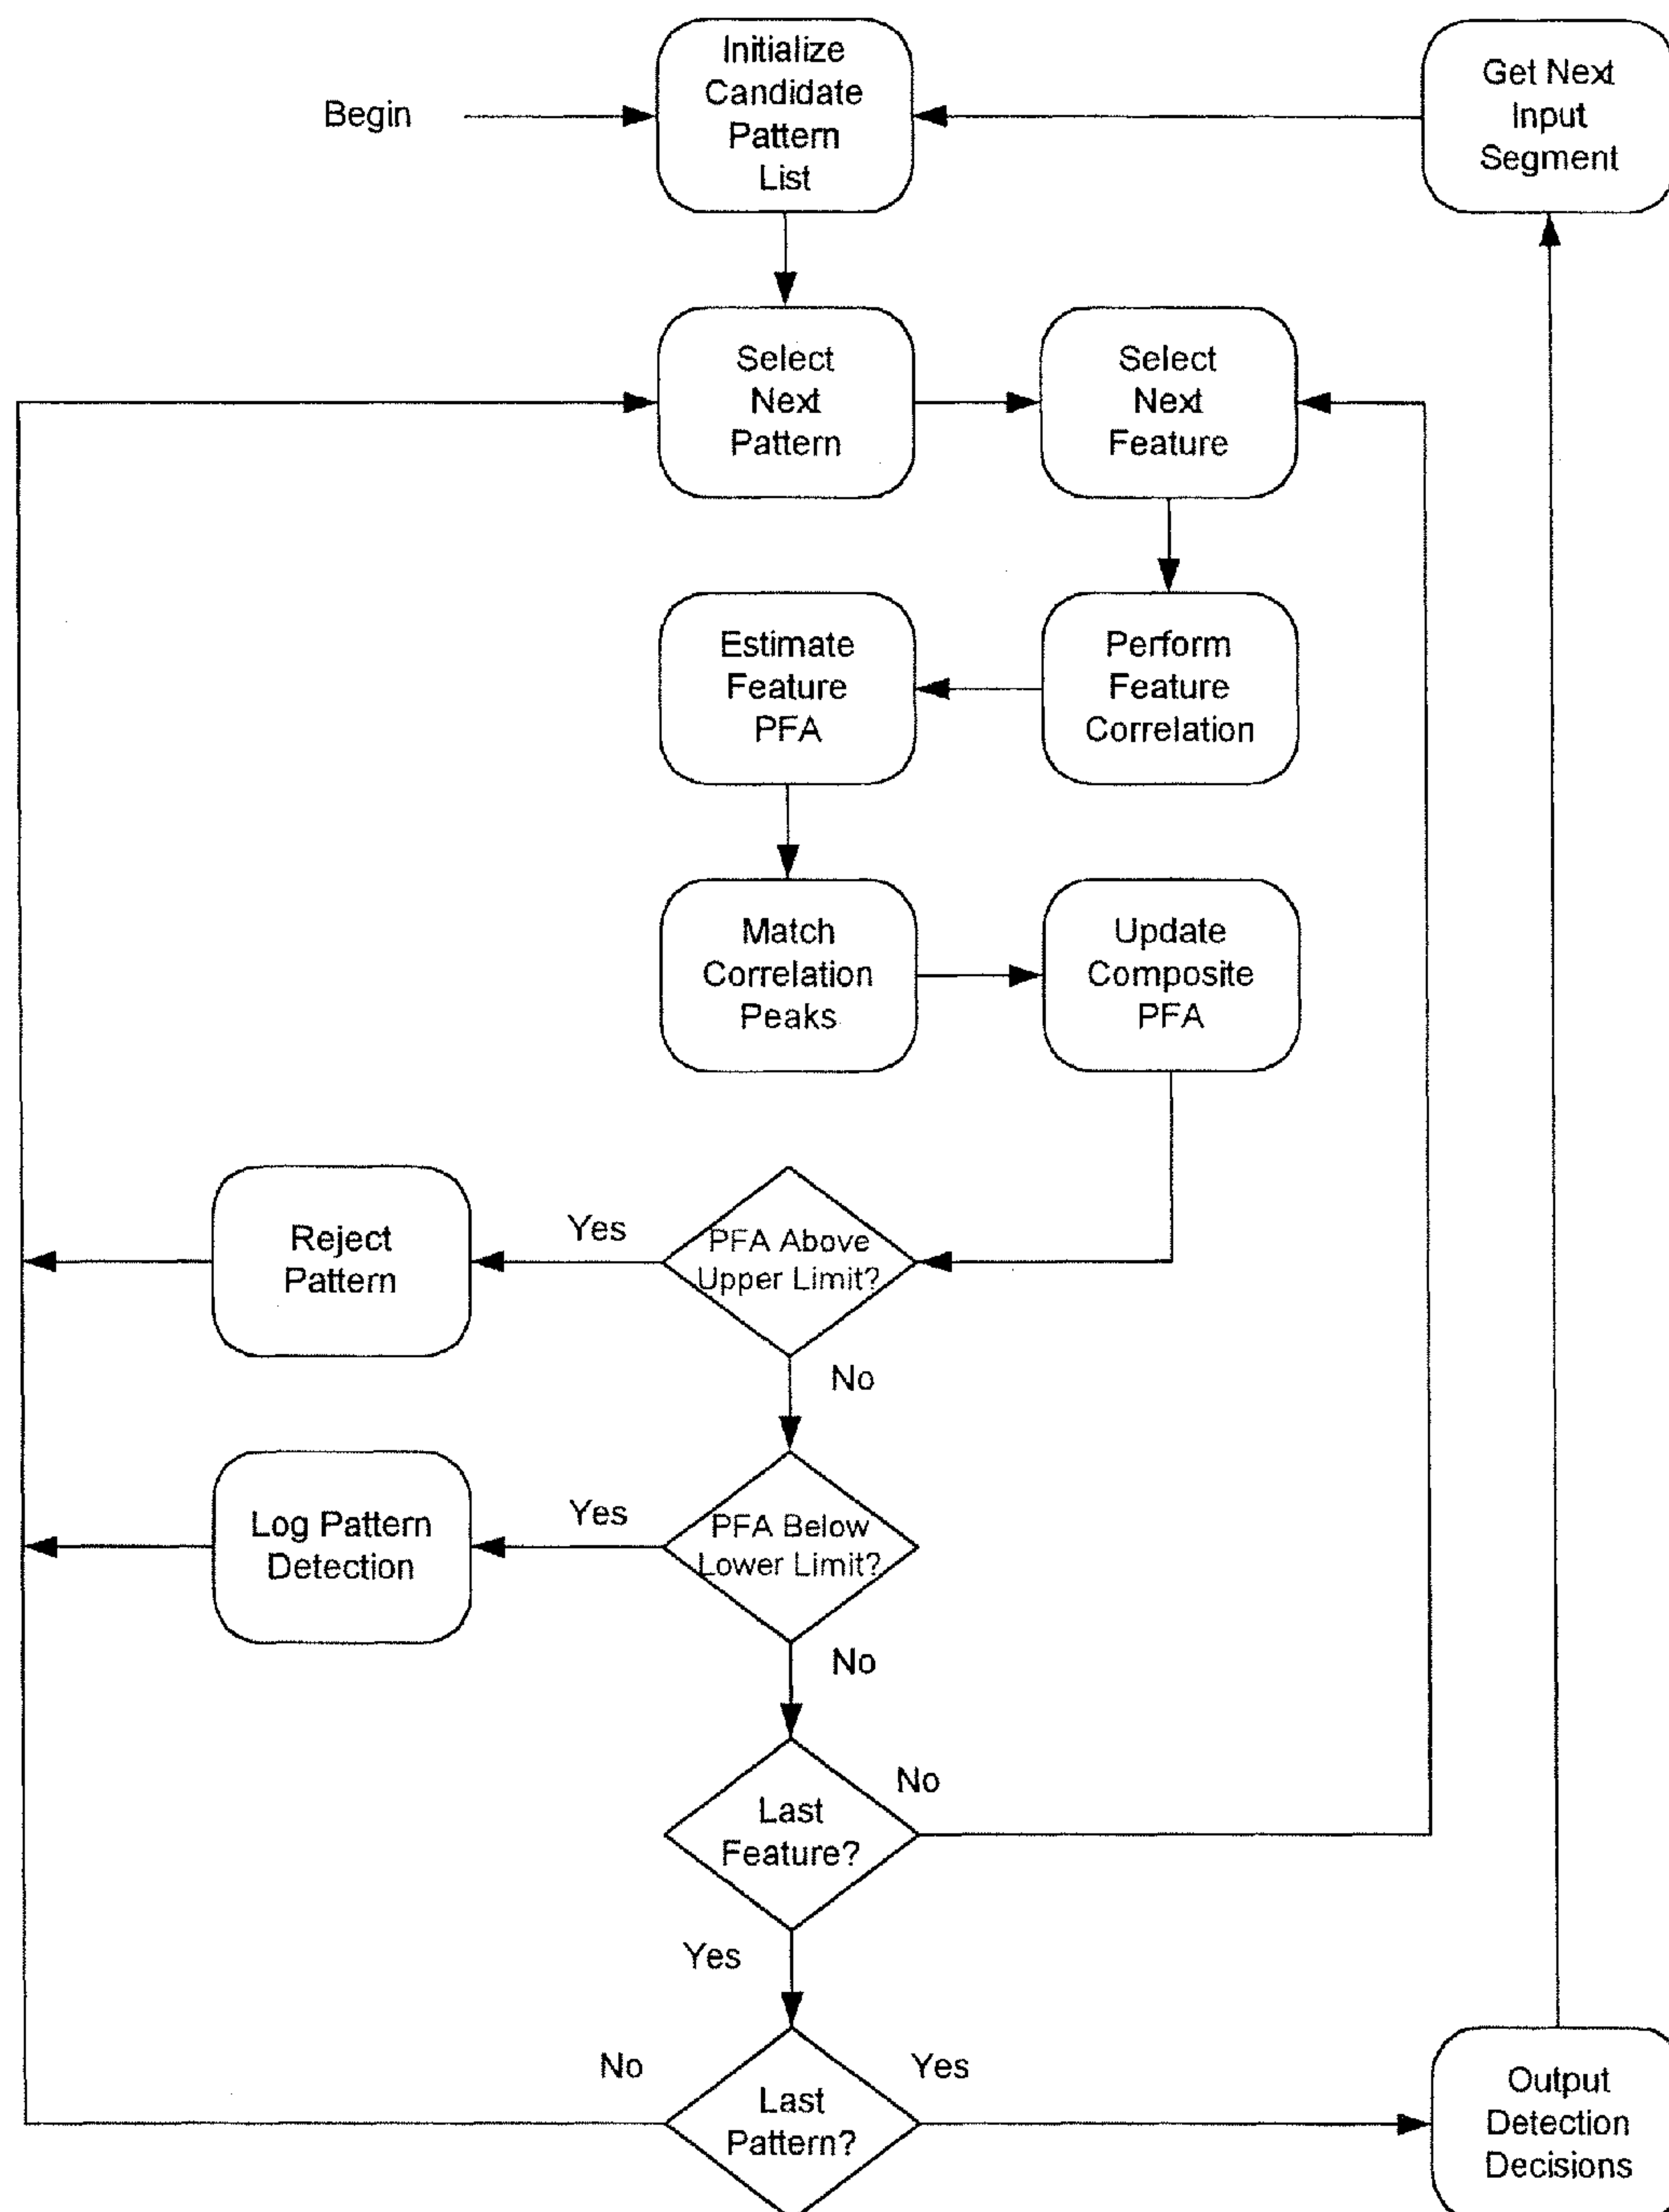 Begin
Initialize
Candidate
Pattern
List
Get Next
Input
Segment
Select
Next
Pattern
Select
Next
Feature
Estimate
Feature
PFA
Perform
Feature
Correlation
Match
Correlation
Peaks
Update
Composite
PFA
Reject
Pattern
Yes
PFA Above
Upper Limit?
No
Log Pattern
Detection
Yes
PFA Below
Lower Limit?
No
Last
Feature?
No
Yes
No
Last
Pattern?
Yes
Output
Detection
Decisions